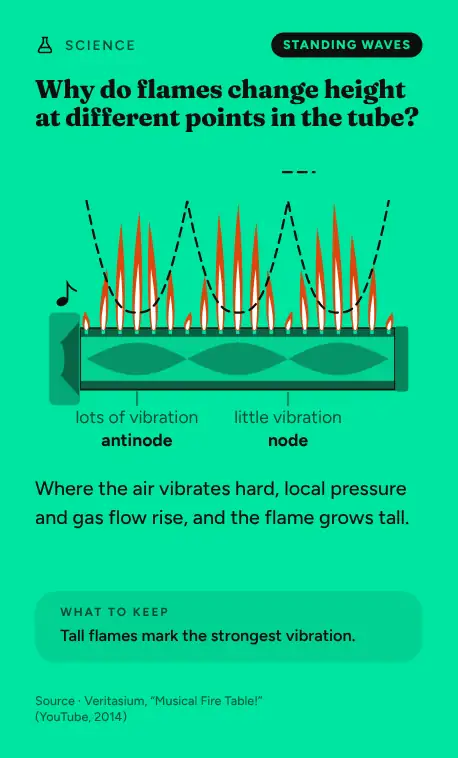 SCIENCE
STANDING WAVES
Why do flames change height
at different points in the tube?
lots of vibration
antinode
little vibration
node
Where the air vibrates hard, local pressure
and gas flow rise, and the flame grows tall.
WHAT TO KEEP
Tall flames mark the strongest vibration.
Source · Veritasium, “Musical Fire Table!”
(YouTube, 2014)